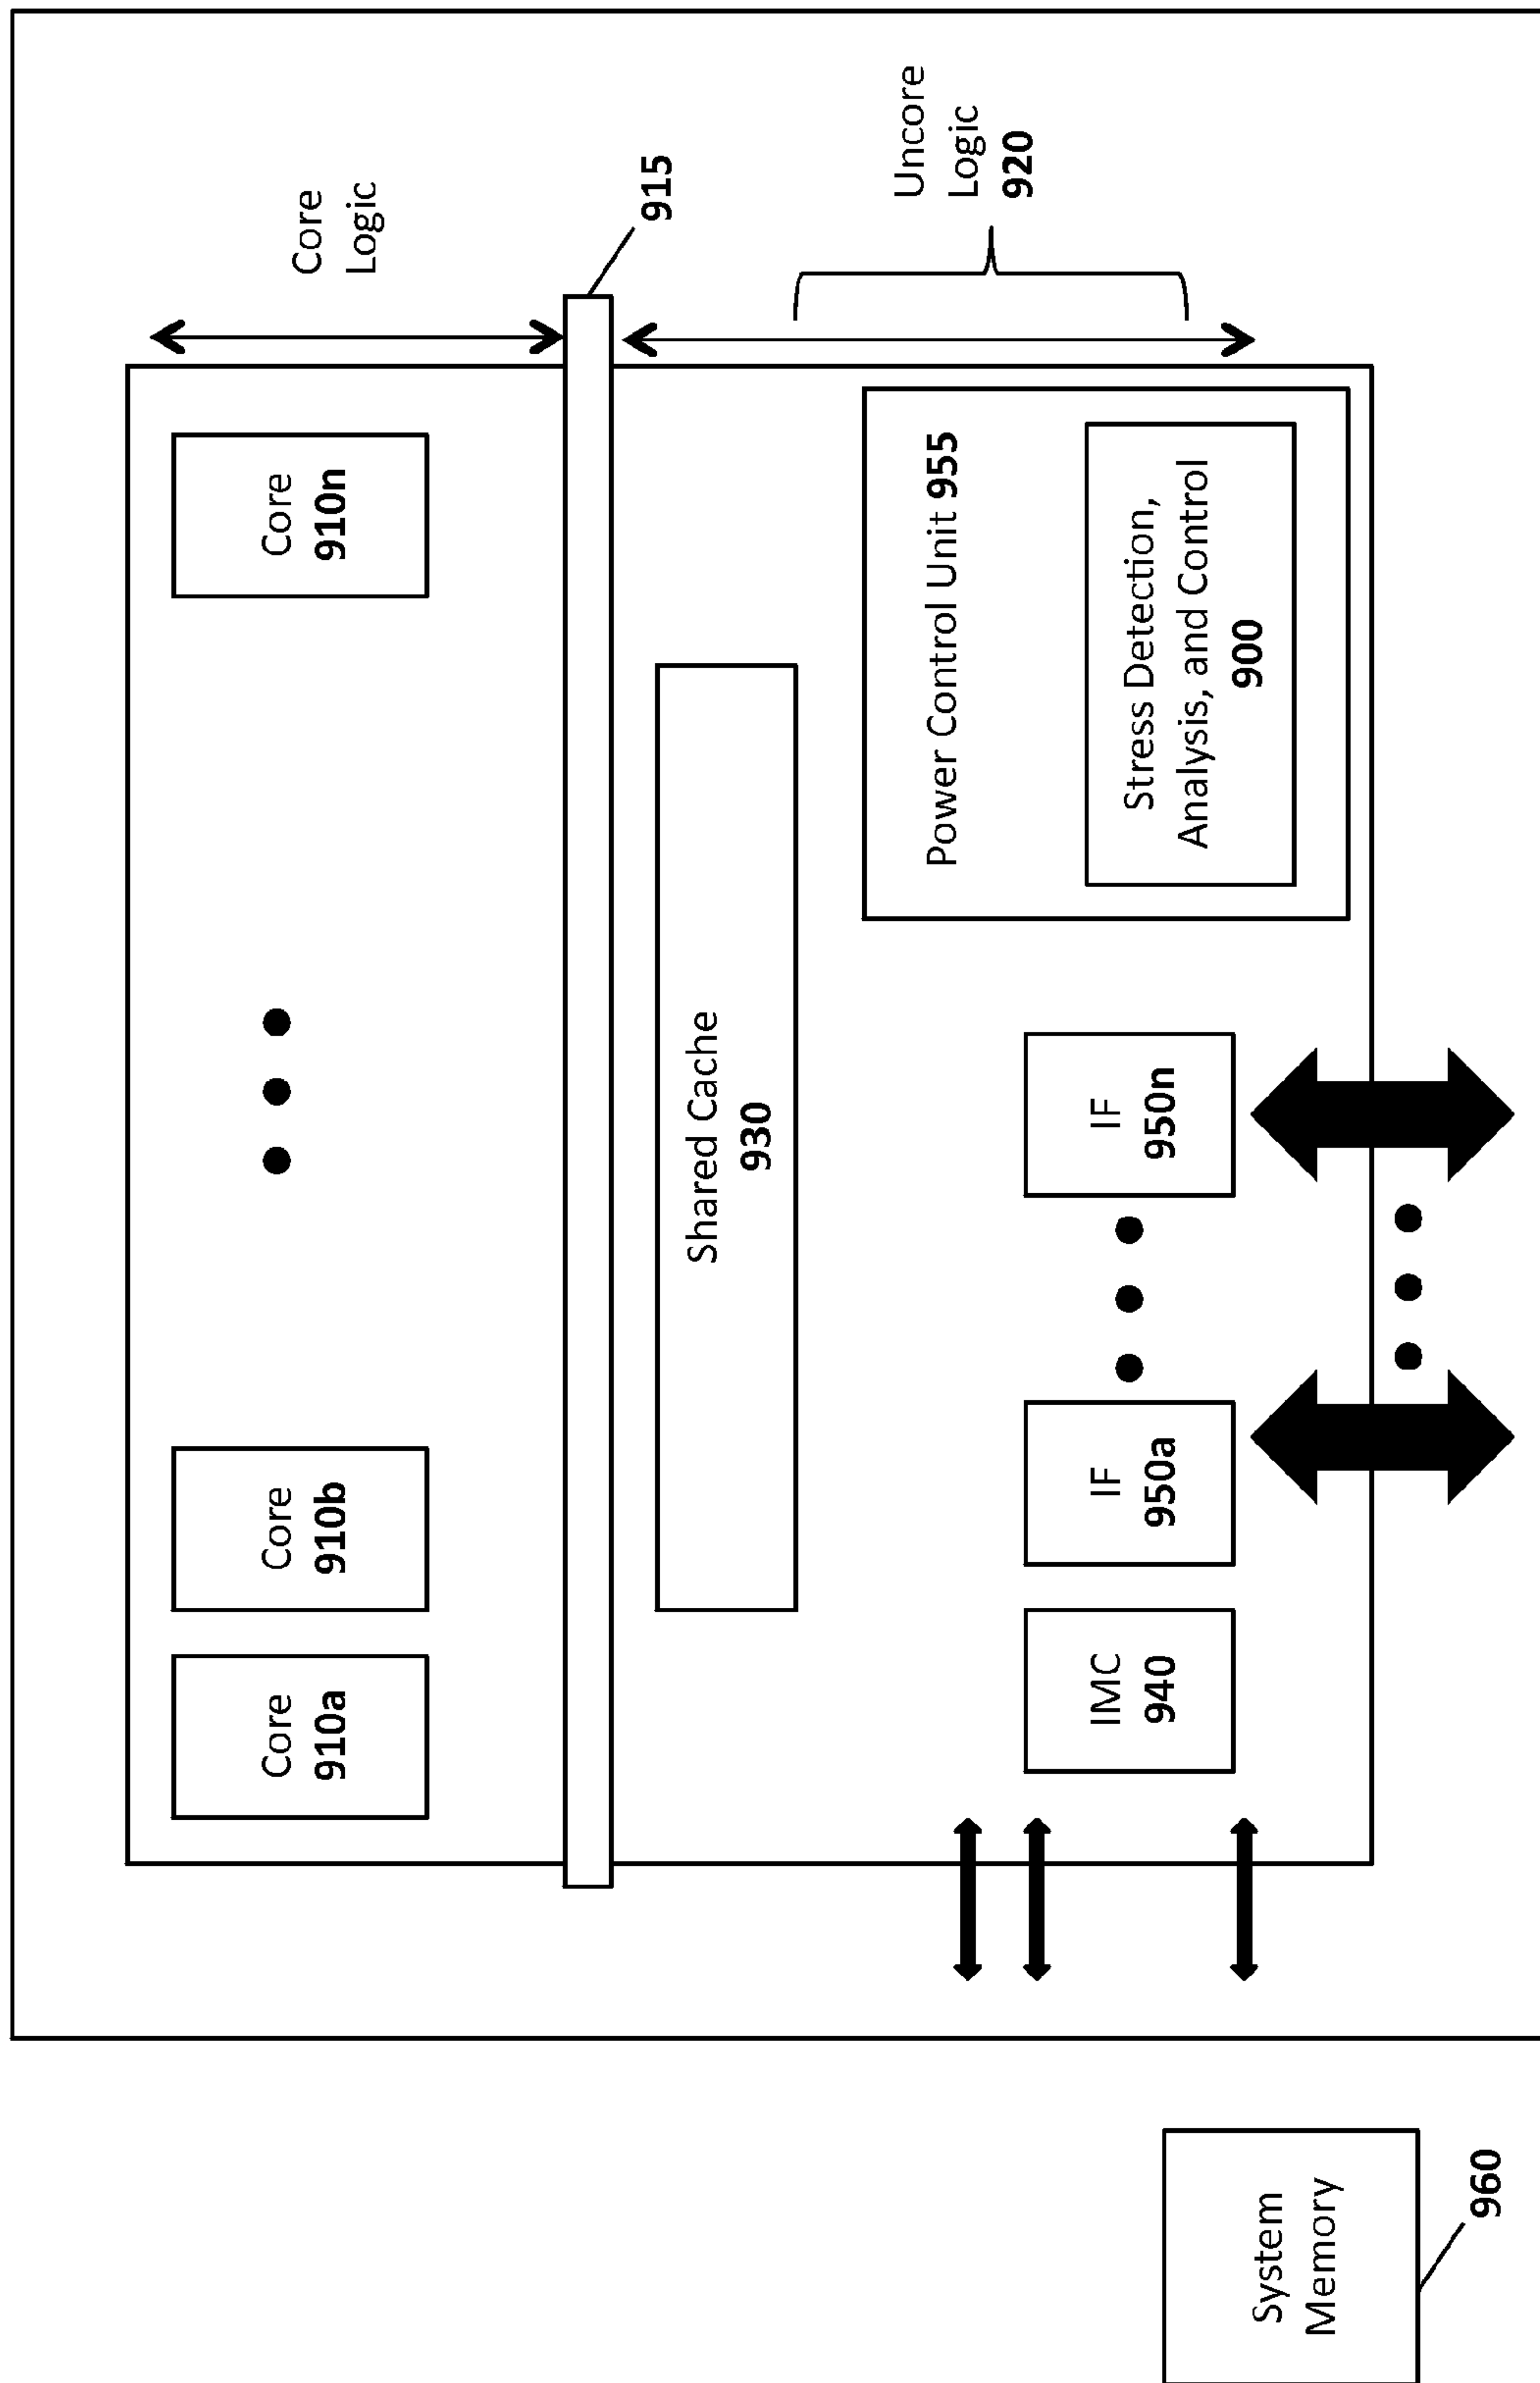 Core
910a
Core
910b
Core
910n
Core
Logic
915
Shared Cache
930
Uncore
Logic
920
Power Control Unit 955
Stress Detection,
Analysis, and Control
900
IMC
940
IF
950a
IF
950n
System
Memory
960